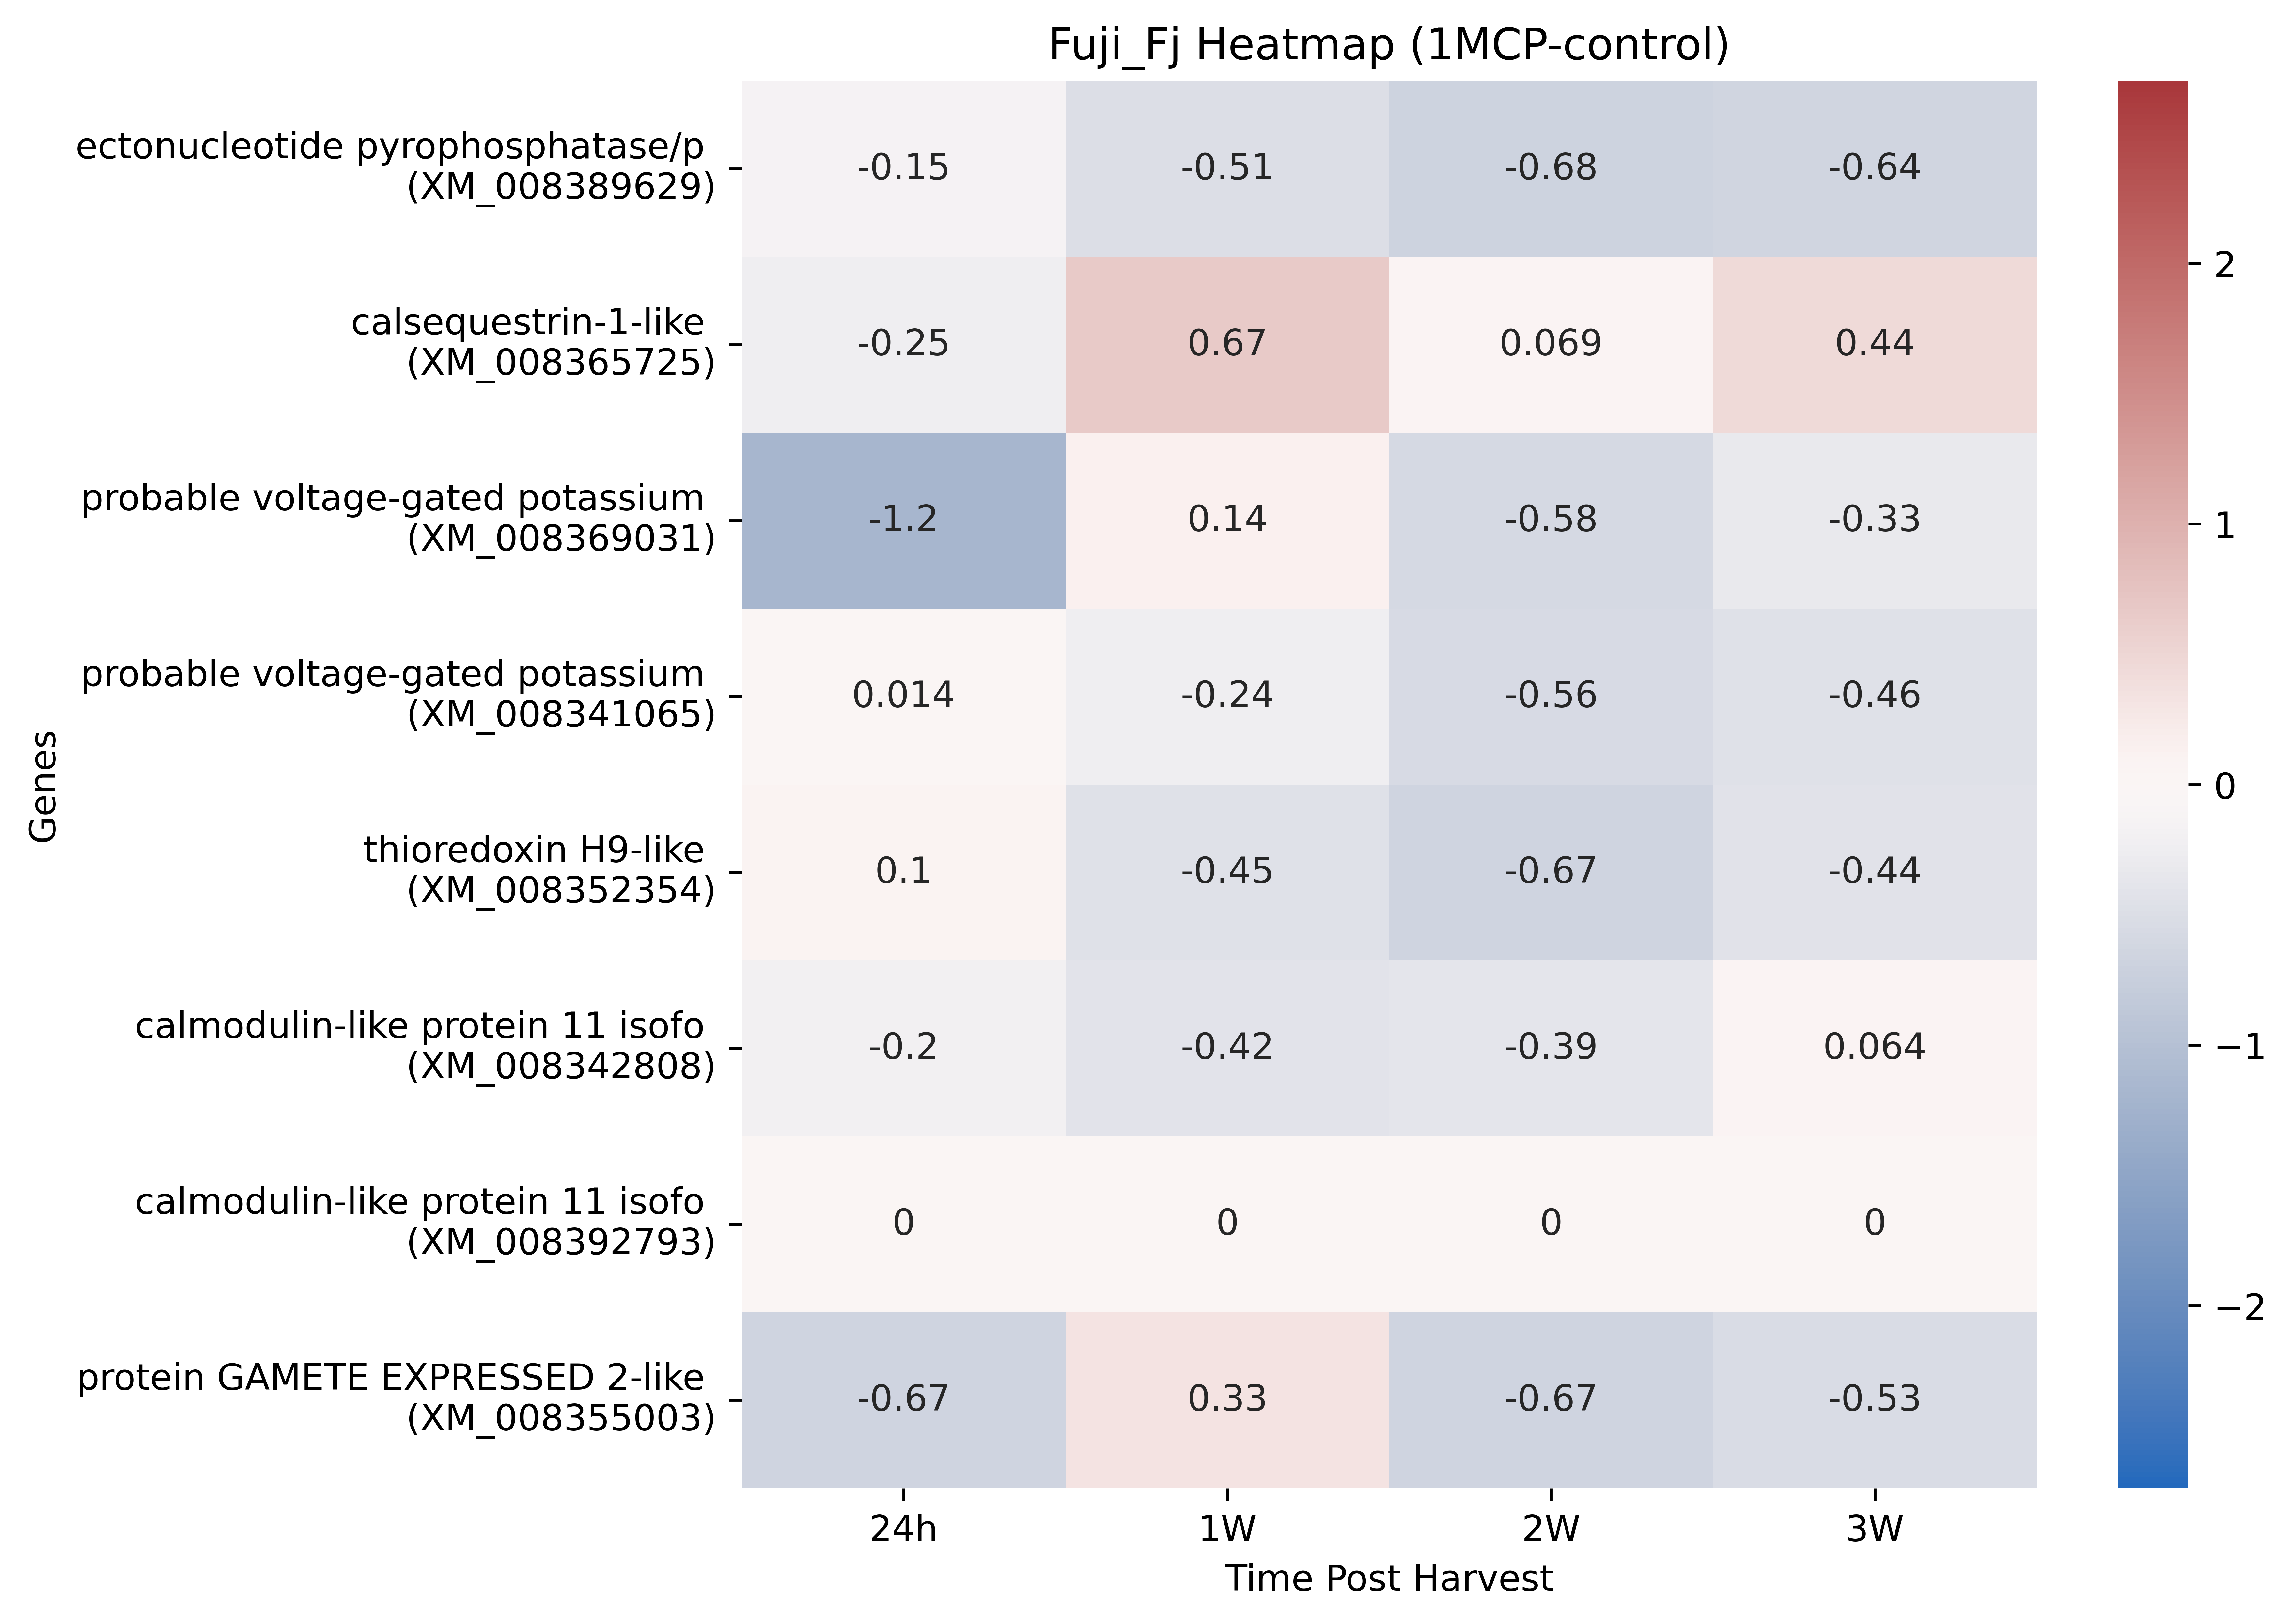 Fuji_Fj Heatmap (1MCP-control)
Genes
ectonucleotide pyrophosphatase/p
(XM_008389629)
-0.15 -0.51 -0.68 -0.64
calsequestrin-1-like
(XM_008365725)
-0.25 0.67 0.069 0.44
probable voltage-gated potassium
(XM_008369031)
-1.2 0.14 -0.58 -0.33
probable voltage-gated potassium
(XM_008341065)
0.014 -0.24 -0.56 -0.46
thioredoxin H9-like
(XM_008352354)
0.1 -0.45 -0.67 -0.44
calmodulin-like protein 11 isofo
(XM_008342808)
-0.2 -0.42 -0.39 0.064
calmodulin-like protein 11 isofo
(XM_008392793)
0 0 0 0
protein GAMETE EXPRESSED 2-like
(XM_008355003)
-0.67 0.33 -0.67 -0.53
24h 1W 2W 3W
Time Post Harvest
2
1
0
−1
−2